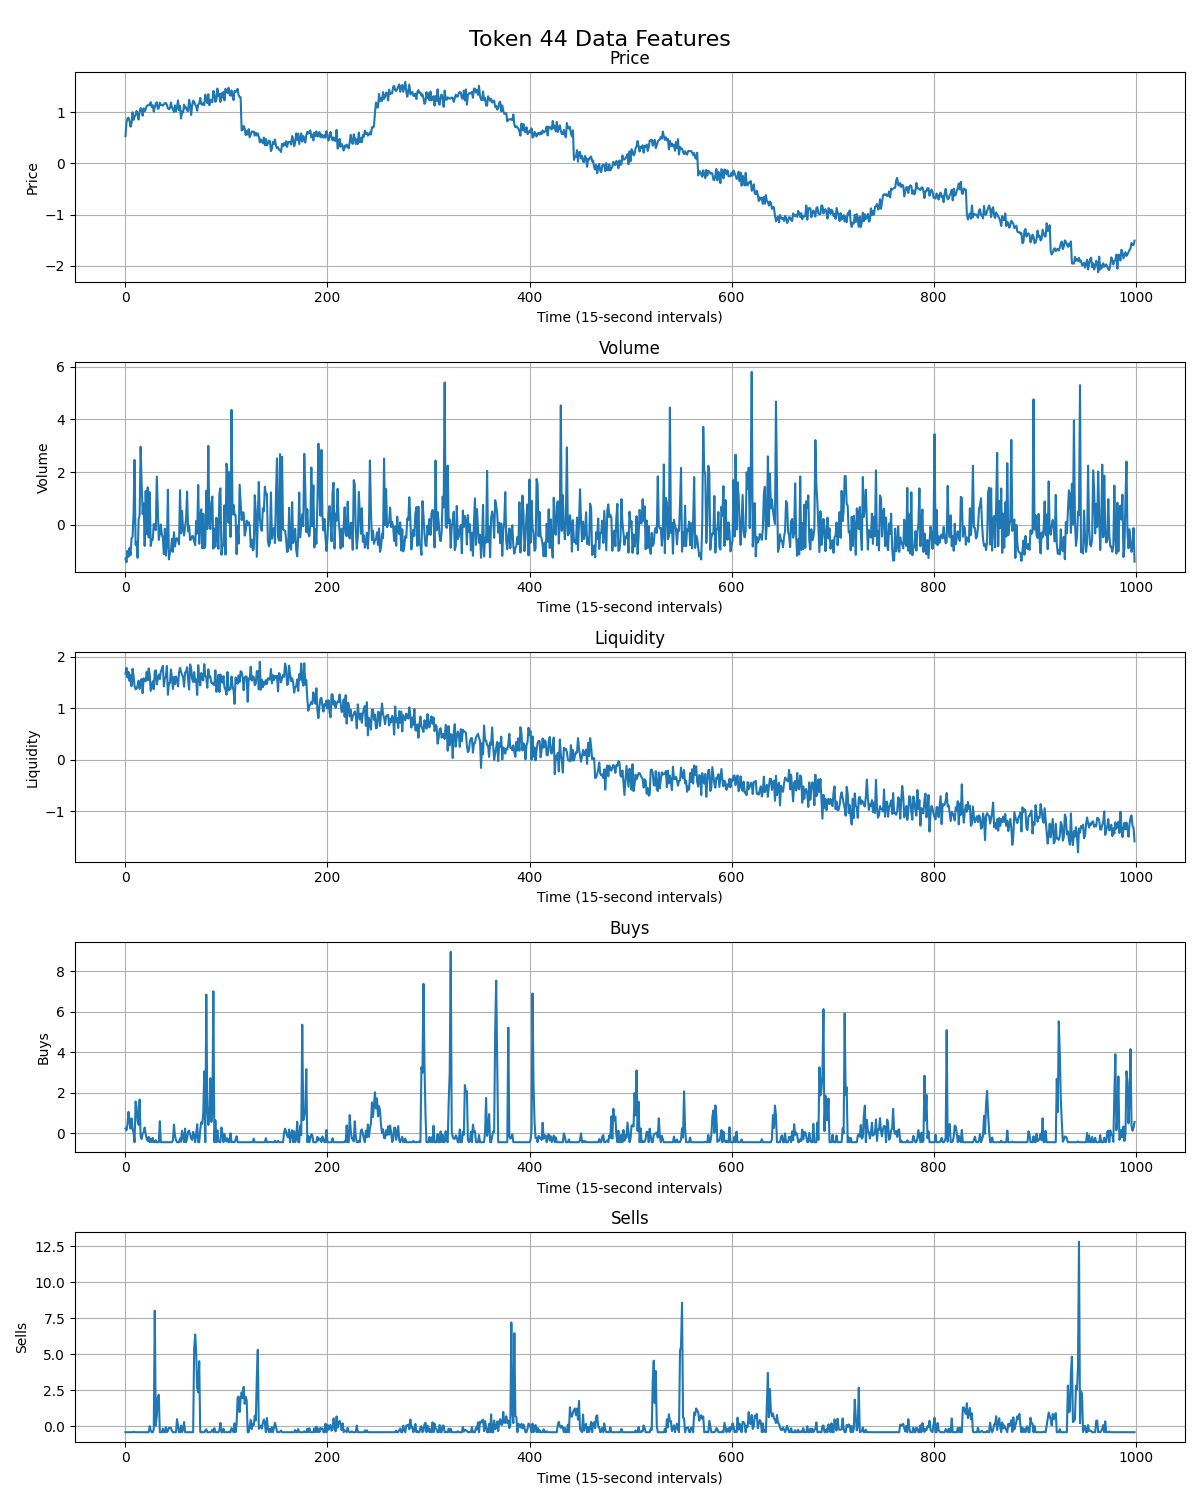 Token 44 Data Features
Price
Price
1
0
−1
−2
0 200 400 600 800 1000
Time (15-second intervals)
Volume
Volume
6
4
2
0
0 200 400 600 800 1000
Time (15-second intervals)
Liquidity
Liquidity
2
1
0
−1
0 200 400 600 800 1000
Time (15-second intervals)
Buys
Buys
8
6
4
2
0
0 200 400 600 800 1000
Time (15-second intervals)
Sells
Sells
12.5
10.0
7.5
5.0
2.5
0.0
0 200 400 600 800 1000
Time (15-second intervals)